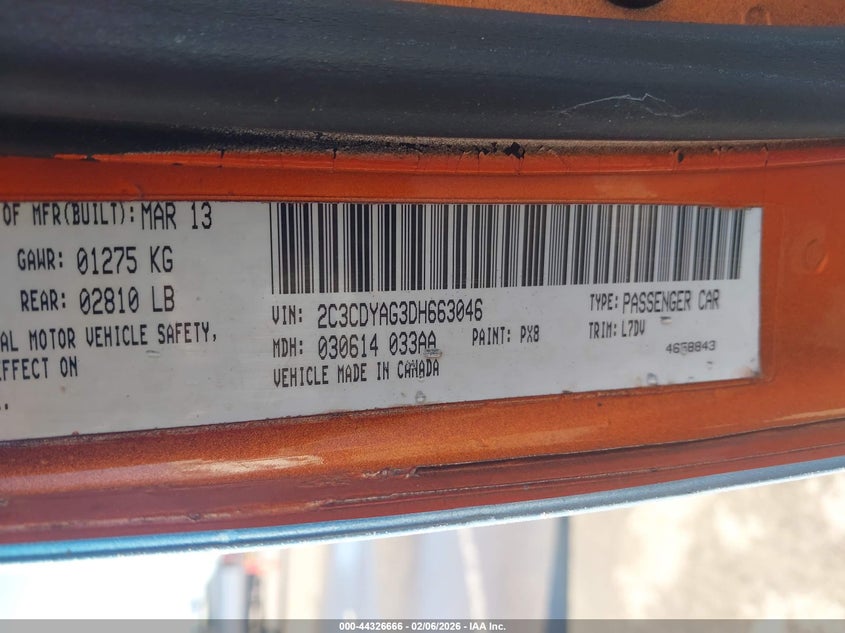 OF MFR(BUILT): MAR 13
GAWR: 01275 KG
REAR: 02810 LB
AL MOTOR VEHICLE SAFETY,
EFFECT ON
VIN: 2C3CDYAG3DH663046
TYPE: PASSENGER CAR
MDH: 030614 033AA
PAINT: PX8
TRIM: L7DV
VEHICLE MADE IN CANADA
000-44326666 - 02/06/2026 - IAA Inc.